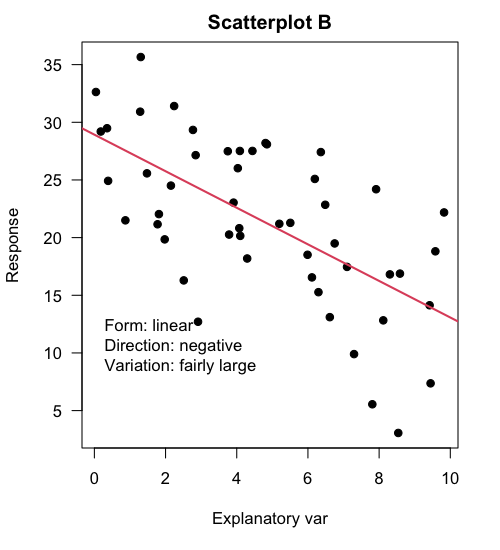 Scatterplot B
35
30
25
20
15
10
5
Response
Form: linear
Direction: negative
Variation: fairly large
0 2 4 6 8 10
Explanatory var